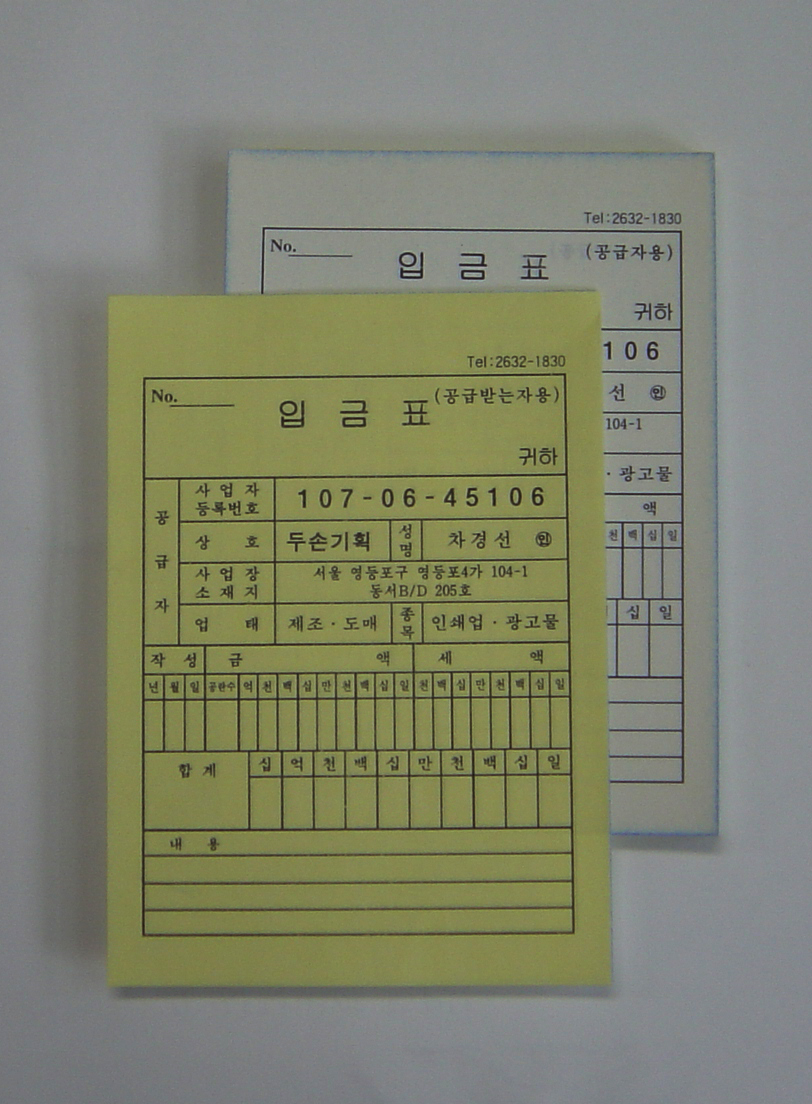 Tel:2632-1830
No.
입 금 표
(공급자용)
귀하
106
선 ㊞
104-1
· 광고물
액
천 백 십 일
십 일
Tel:2632-1830
No.
입 금 표
(공급받는자용)
귀하
공급자
사업자 등록번호
107-06-45106
상 호
두손기획
성명
차경선 ㊞
사업장 소재지
서울 영등포구 영등포4가 104-1
동서B/D 205호
업 태
제조 · 도매
종목
인쇄업 · 광고물
작 성 금 액 세 액
년 월 일 공란수 억 천 백 십 만 천 백 십 일 천 백 십 만 천 백 십 일
합 계 십 억 천 백 십 만 천 백 십 일
내 용